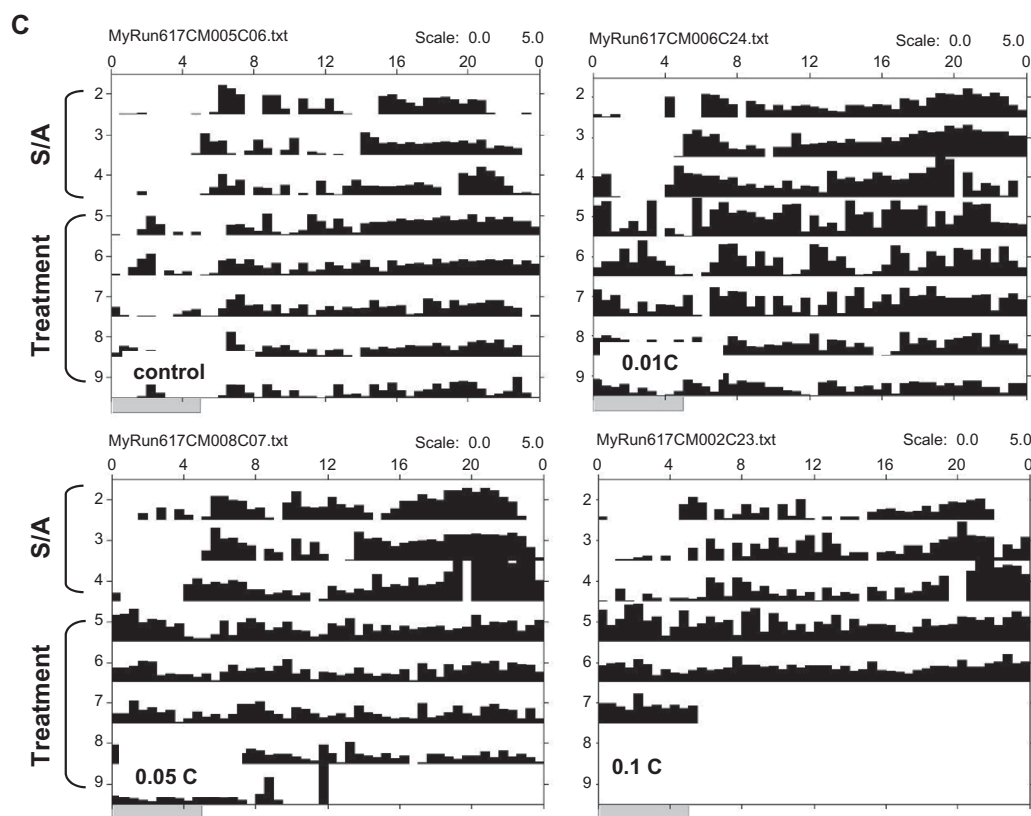 C
MyRun617CM005C06.txt Scale: 0.0 5.0
0 4 8 12 16 20 0
S/A
2
3
4
Treatment
5
6
7
8
9
control
MyRun617CM006C24.txt Scale: 0.0 5.0
0 4 8 12 16 20 0
2
3
4
5
6
7
8
9
0.01C
MyRun617CM008C07.txt Scale: 0.0 5.0
0 4 8 12 16 20 0
S/A
2
3
4
Treatment
5
6
7
8
9
0.05 C
MyRun617CM002C23.txt Scale: 0.0 5.0
0 4 8 12 16 20 0
2
3
4
5
6
7
8
9
0.1 C